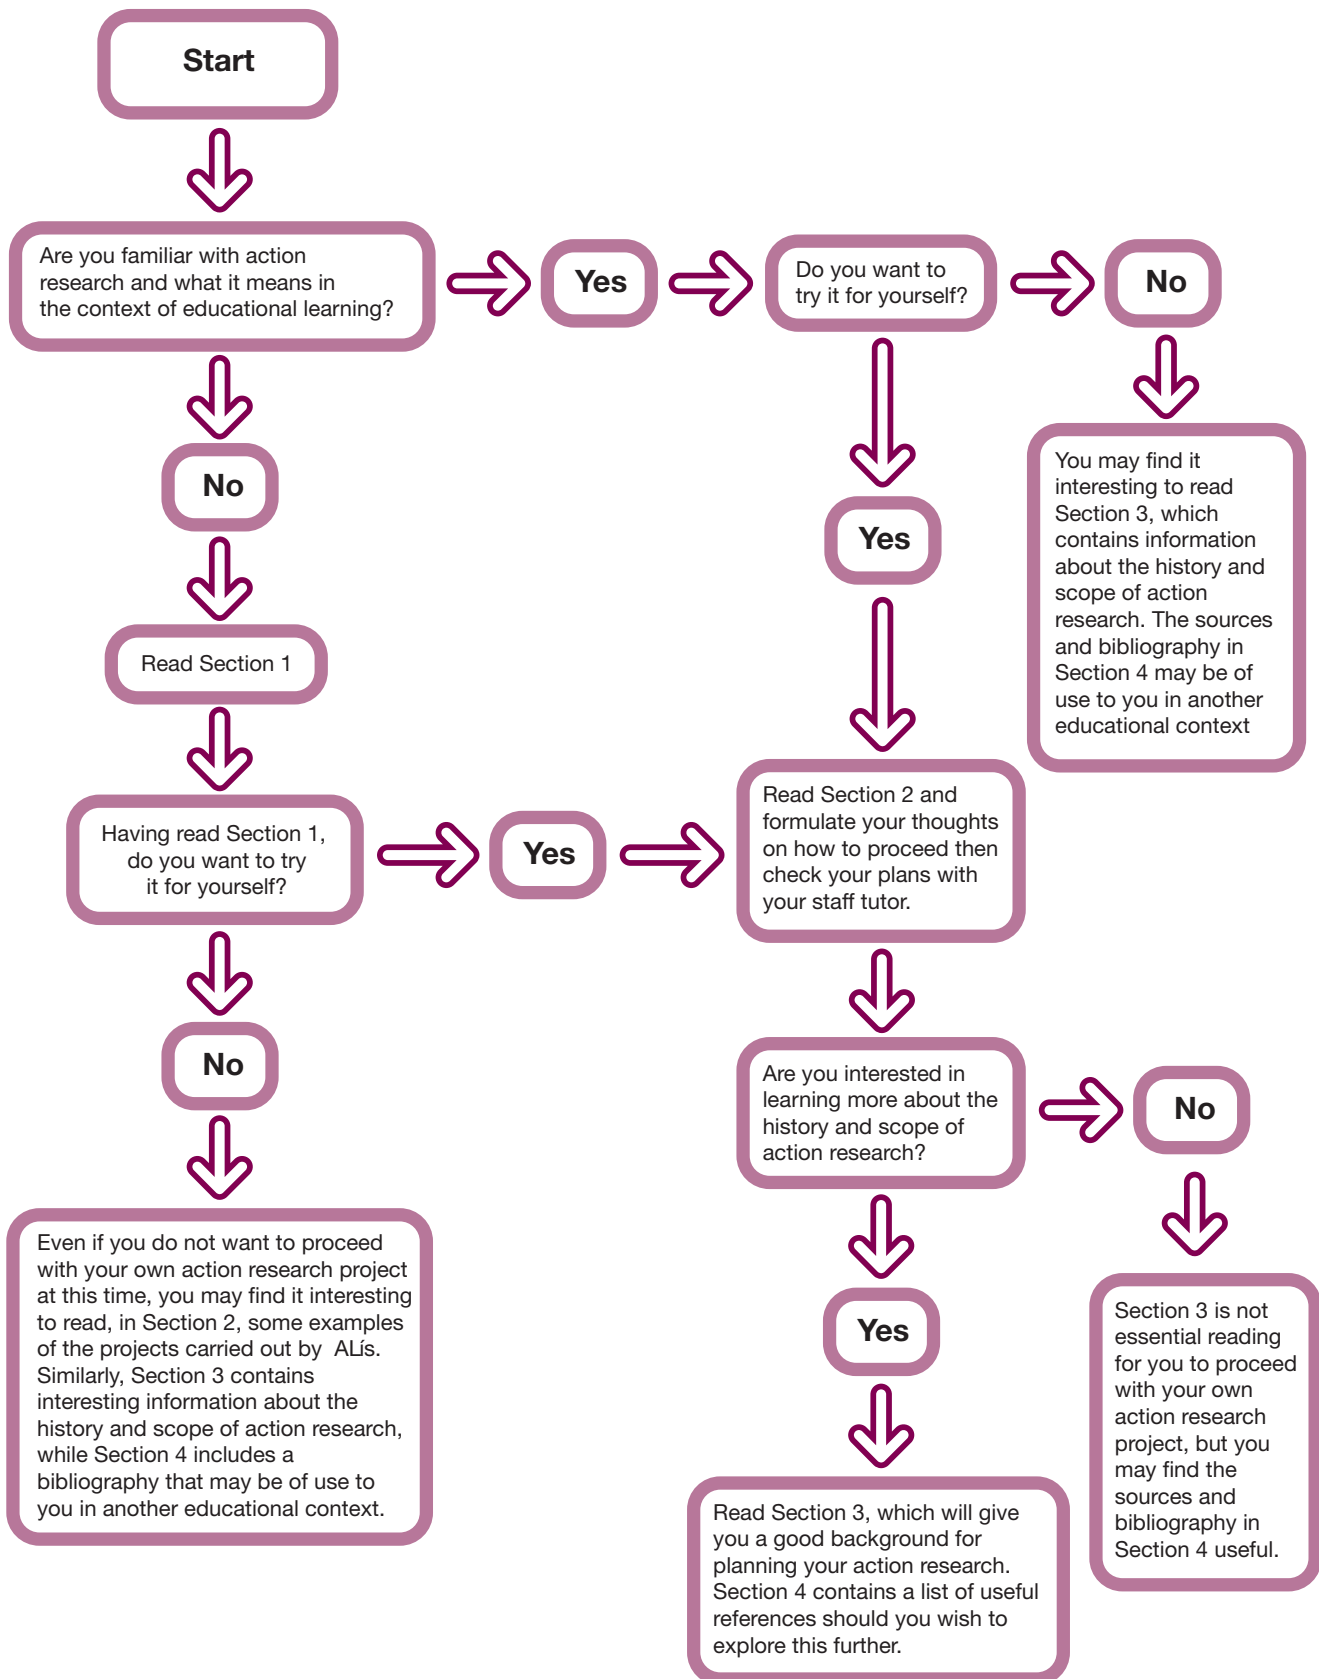 Start
Are you familiar with action
research and what it means in
the context of educational learning?
Yes
Do you want to
try it for yourself?
No
You may find it
interesting to read
Section 3, which
contains information
about the history and
scope of action
research. The sources
and bibliography in
Section 4 may be of
use to you in another
educational context
No
Yes
Read Section 1
Having read Section 1,
do you want to try
it for yourself?
Yes
Read Section 2 and
formulate your thoughts
on how to proceed then
check your plans with
your staff tutor.
No
Are you interested in
learning more about the
history and scope of
action research?
No
Even if you do not want to proceed
with your own action research project
at this time, you may find it interesting
to read, in Section 2, some examples
of the projects carried out by ALís.
Similarly, Section 3 contains
interesting information about the
history and scope of action research,
while Section 4 includes a
bibliography that may be of use to
you in another educational context.
Yes
Section 3 is not
essential reading
for you to proceed
with your own
action research
project, but you
may find the
sources and
bibliography in
Section 4 useful.
Read Section 3, which will give
you a good background for
planning your action research.
Section 4 contains a list of useful
references should you wish to
explore this further.